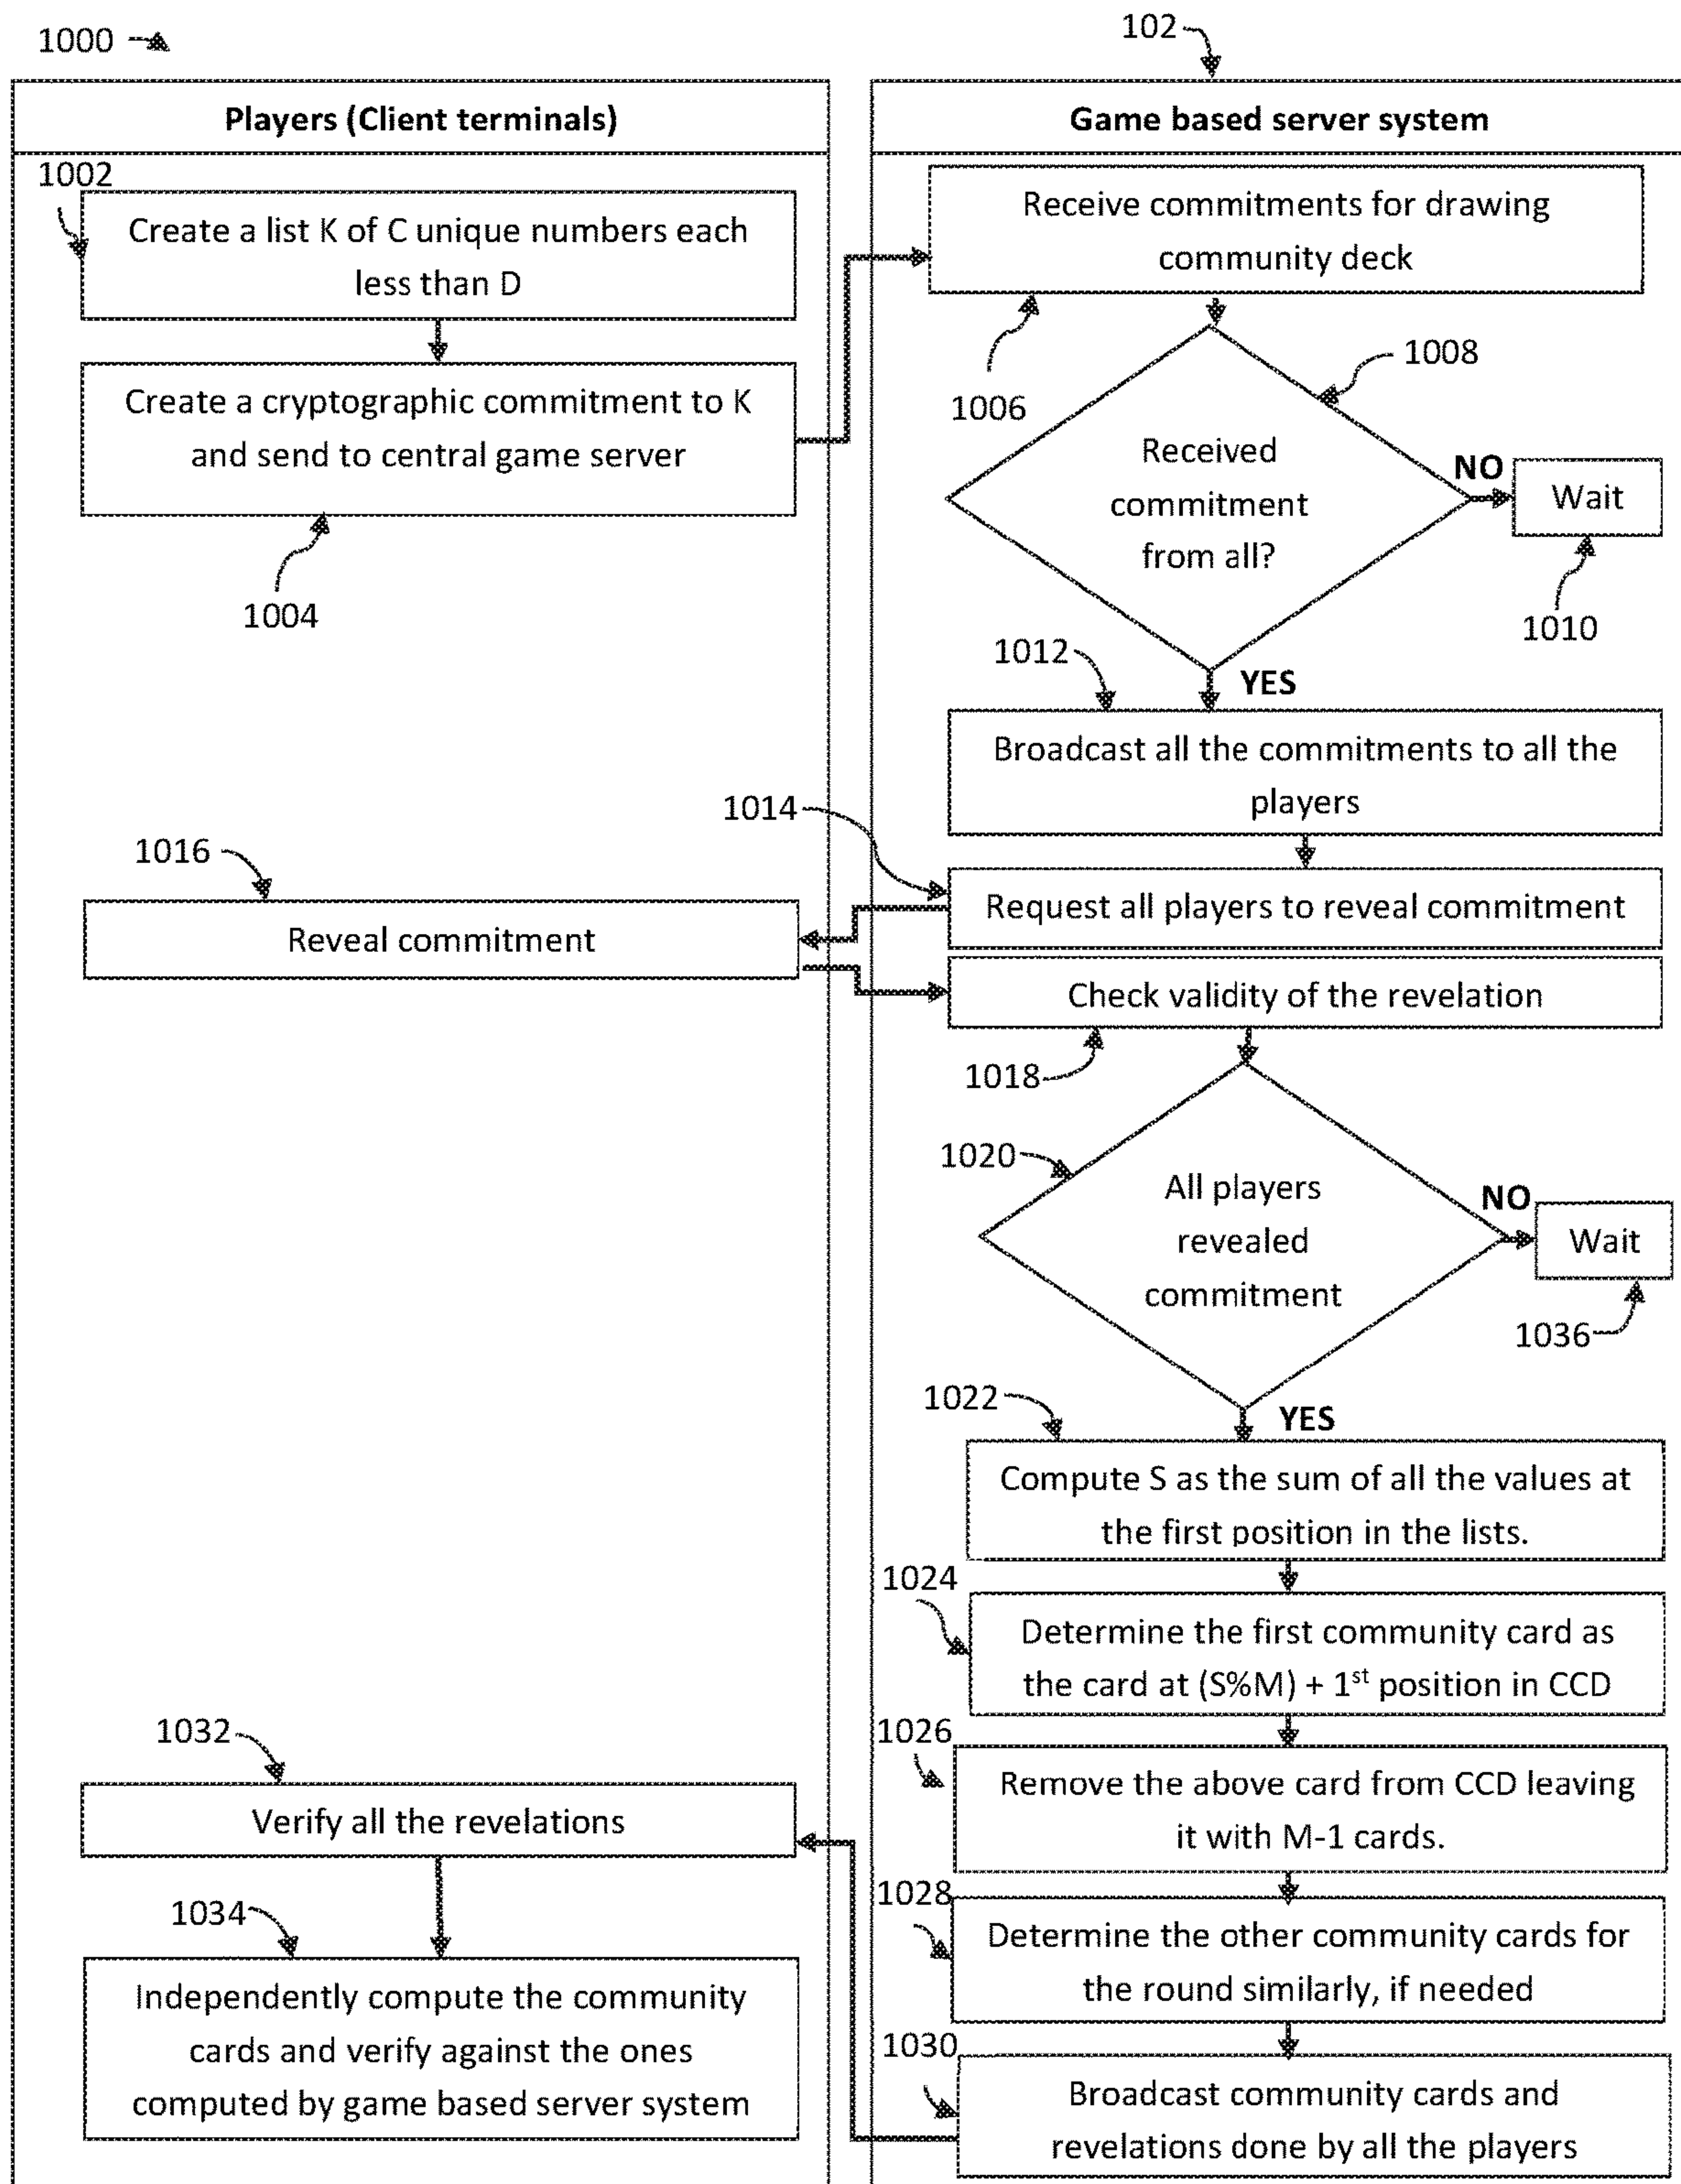 1000
102
Players (Client terminals)
Game based server system
1002
Create a list K of C unique numbers each
less than D
Create a cryptographic commitment to K
and send to central game server
1004
Receive commitments for drawing
community deck
1006
1008
Received
commitment
from all?
NO
Wait
1010
1012
YES
Broadcast all the commitments to all the
players
1014
Request all players to reveal commitment
1016
Reveal commitment
Check validity of the revelation
1018
1020
All players
revealed
commitment
NO
Wait
1036
1022
YES
Compute S as the sum of all the values at
the first position in the lists.
1024
Determine the first community card as
the card at (S%M) + 1st position in CCD
1026
Remove the above card from CCD leaving
it with M-1 cards.
1028
Determine the other community cards for
the round similarly, if needed
1030
Broadcast community cards and
revelations done by all the players
1032
Verify all the revelations
1034
Independently compute the community
cards and verify against the ones
computed by game based server system